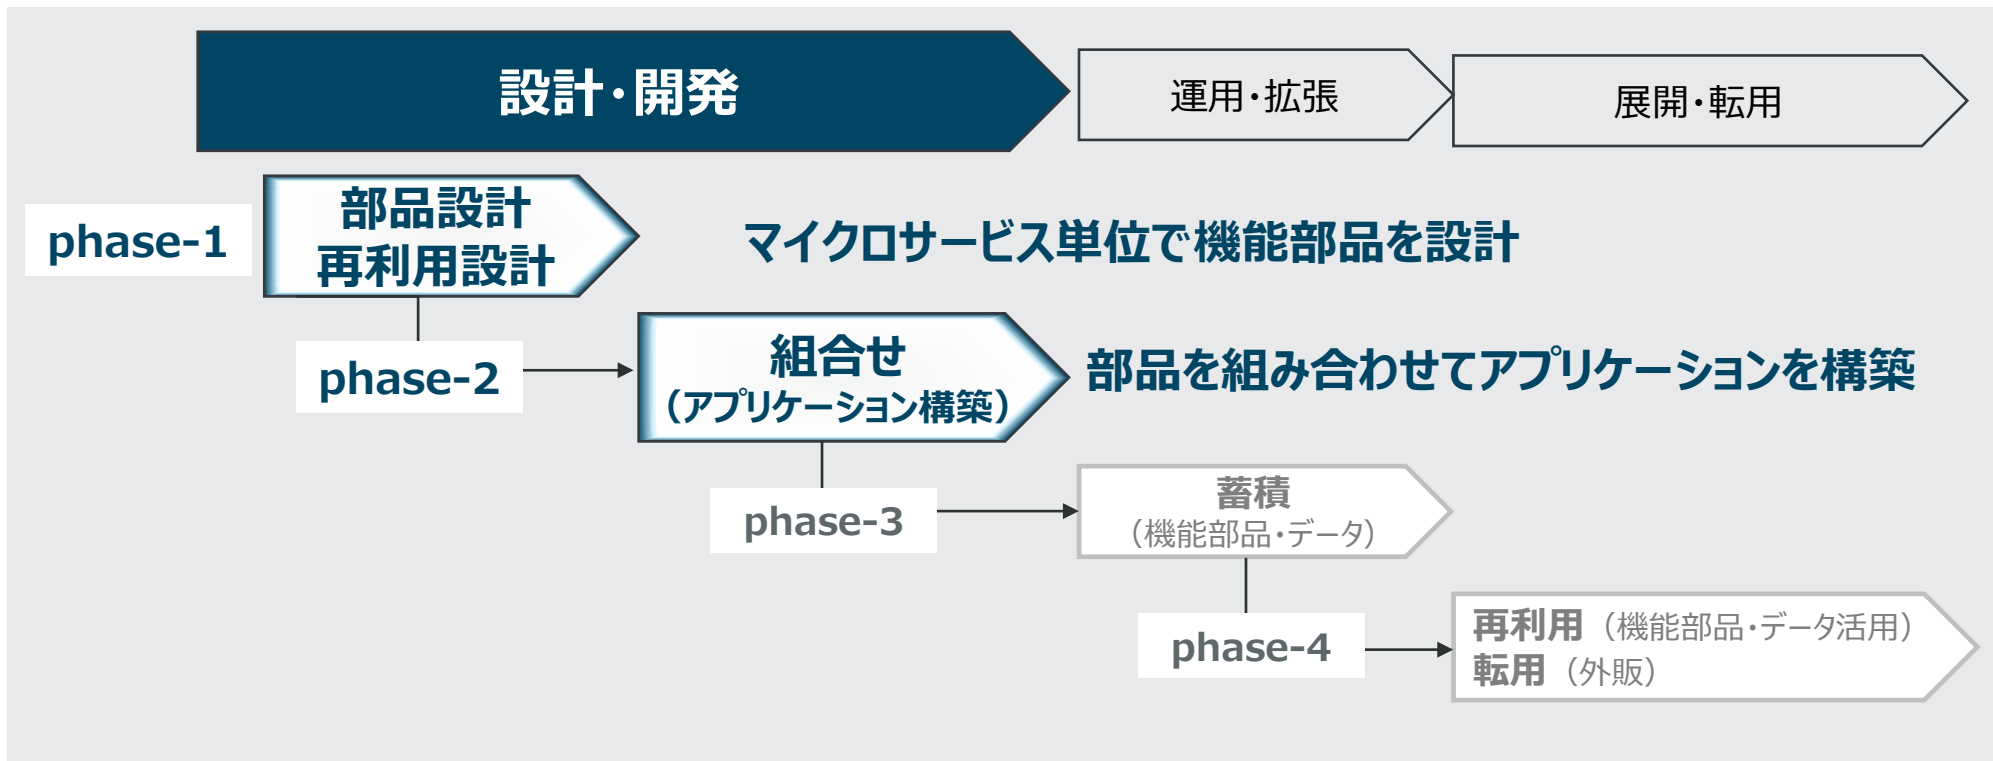 設計・開発
運用・拡張
展開・転用
phase-1
部品設計
再利用設計
マイクロサービス単位で機能部品を設計
phase-2
組合せ
（アプリケーション構築）
部品を組み合わせてアプリケーションを構築
phase-3
蓄積
（機能部品・データ）
phase-4
再利用（機能部品・データ活用）
転用（外販）